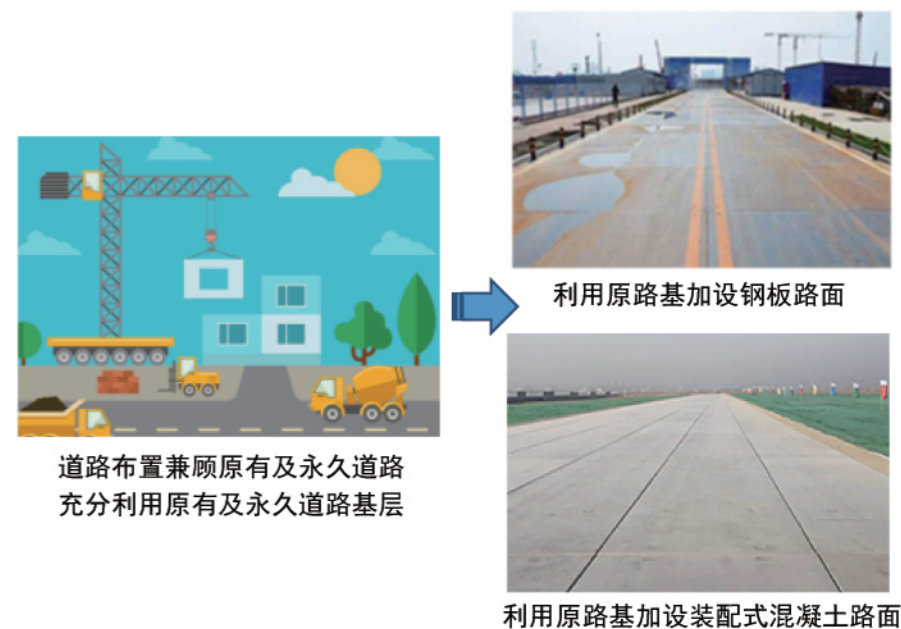 道路布置兼顾原有及永久道路
充分利用原有及永久道路基层
利用原路基加设钢板路面
利用原路基加设装配式混凝土路面